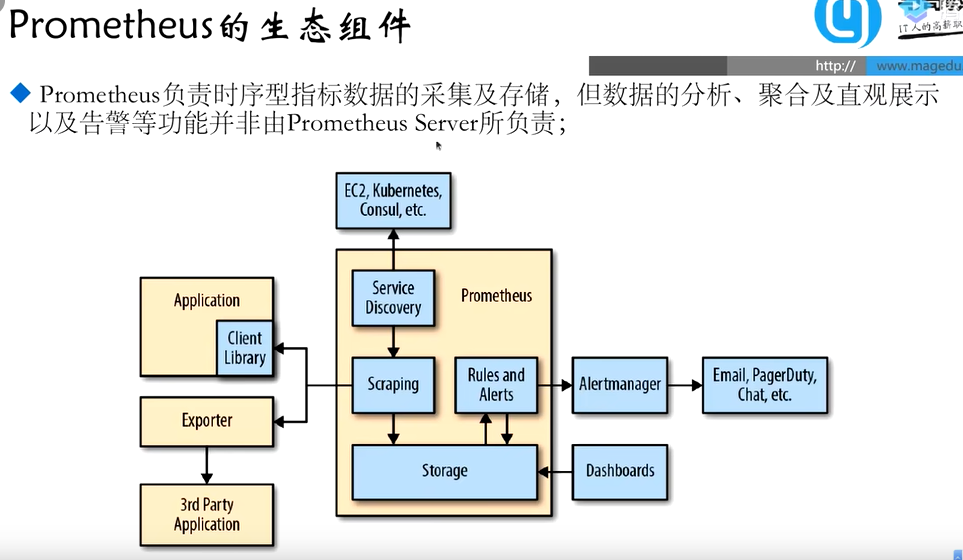 Prometheus的生态组件
IT人的高薪职
http:// www.magedu
Prometheus负责时序型指标数据的采集及存储，但数据的分析、聚合及直观展示
以及告警等功能并非由Prometheus Server所负责；
EC2, Kubernetes,
Consul, etc.
Service
Discovery
Prometheus
Application
Client
Library
Scraping
Rules and
Alerts
Alertmanager
Email, PagerDuty,
Chat, etc.
Exporter
Storage
Dashboards
3rd Party
Application